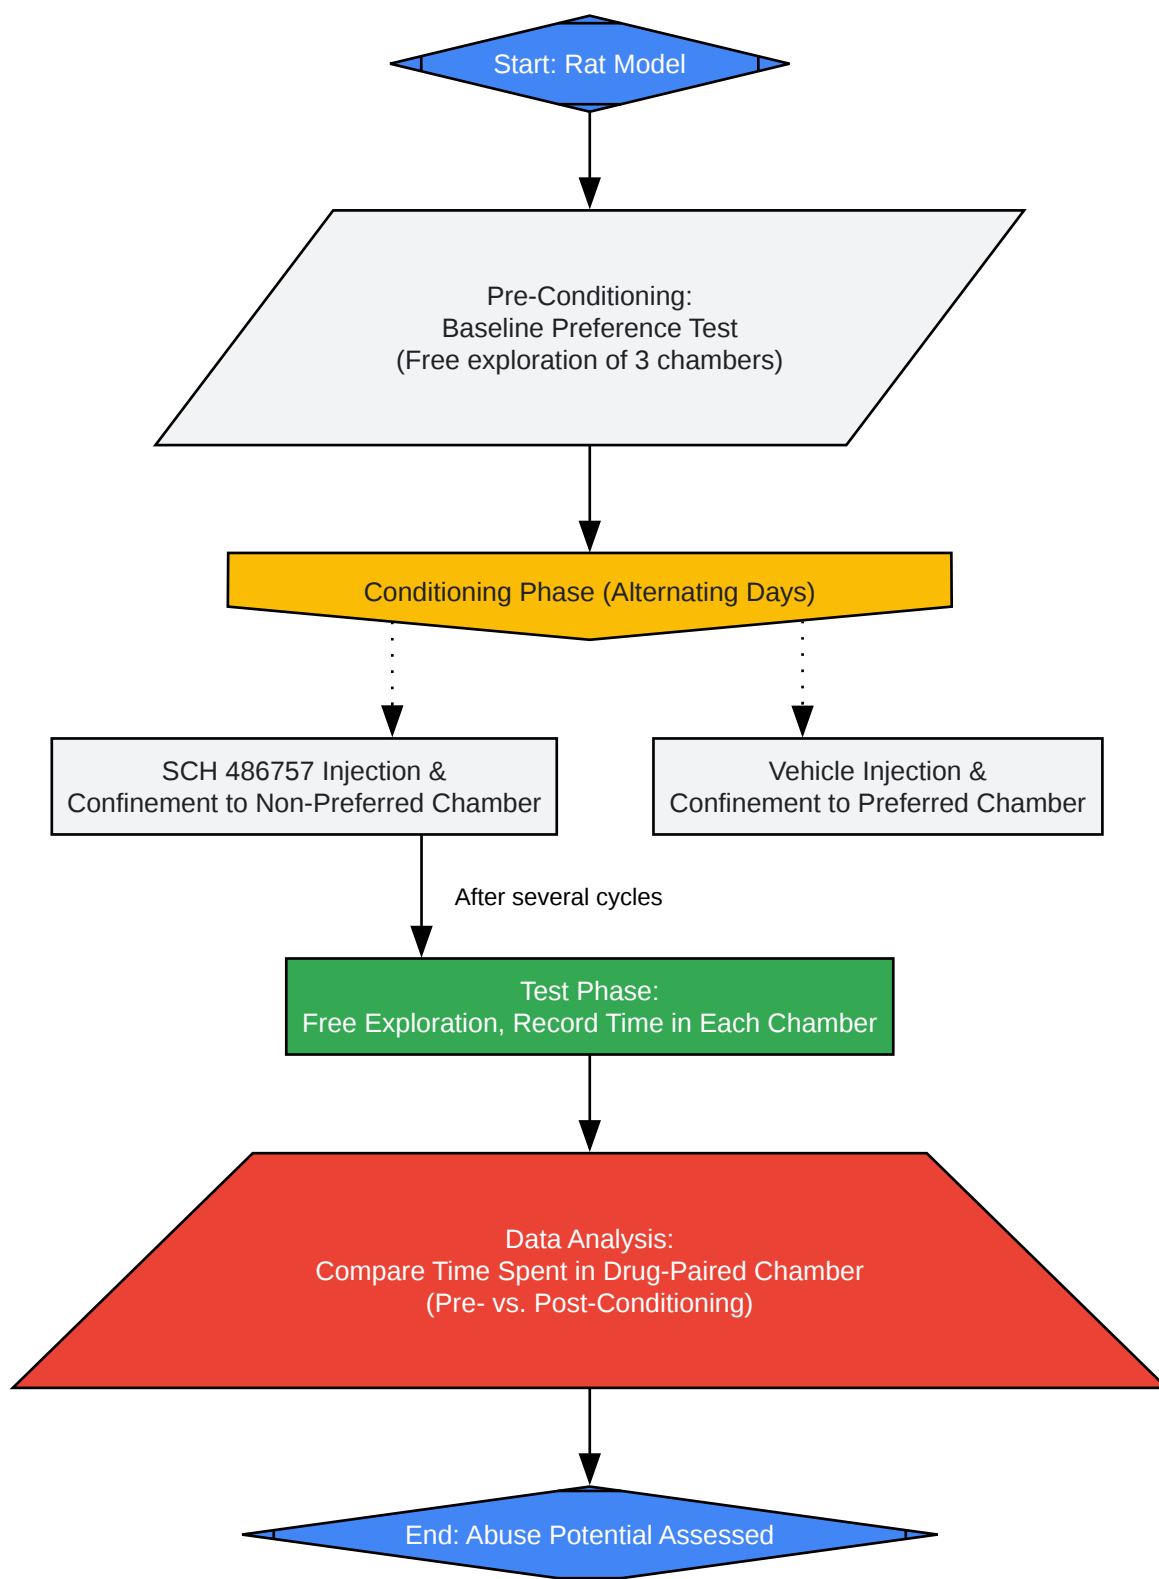 Start: Rat Model
Pre-Conditioning:
Baseline Preference Test
(Free exploration of 3 chambers)
Conditioning Phase (Alternating Days)
SCH 486757 Injection &
Confinement to Non-Preferred Chamber
Vehicle Injection &
Confinement to Preferred Chamber
After several cycles
Test Phase:
Free Exploration, Record Time in Each Chamber
Data Analysis:
Compare Time Spent in Drug-Paired Chamber
(Pre- vs. Post-Conditioning)
End: Abuse Potential Assessed